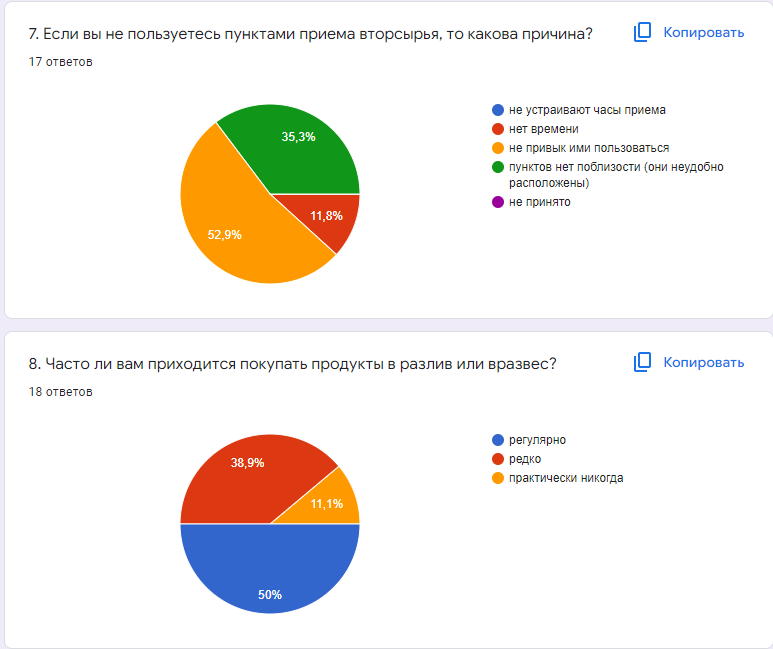 7. Если вы не пользуетесь пунктами приема вторсырья, то какова причина?
Копировать
17 ответов
35,3%
11,8%
52,9%
не устраивают часы приема
нет времени
не привык ими пользоваться
пунктов нет поблизости (они неудобно
расположены)
не принято
8. Часто ли вам приходится покупать продукты в разлив или вразвес?
Копировать
18 ответов
38,9%
11,1%
50%
регулярно
редко
практически никогда